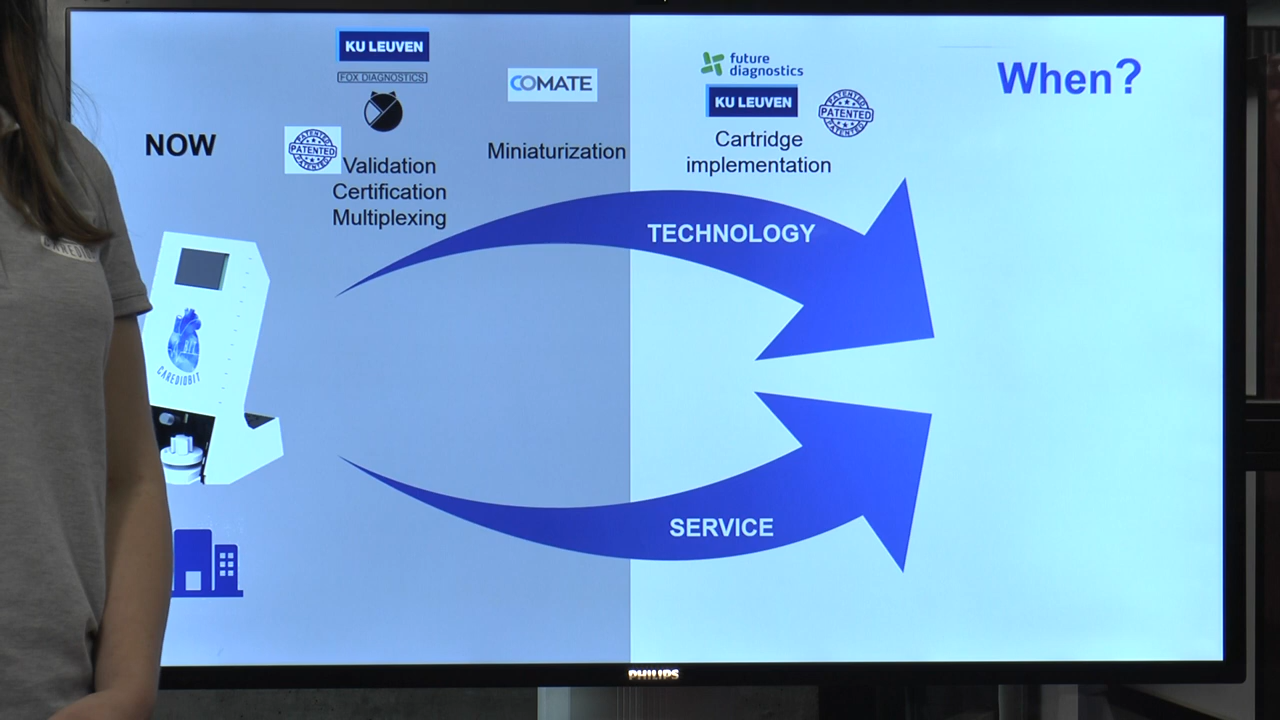 KU LEUVEN
FOX DIAGNOSTICS
COMATE
future
diagnostics
KU LEUVEN
PATENTED
When?
NOW
PATENTED
Validation
Certification
Multiplexing
Miniaturization
Cartridge
implementation
TECHNOLOGY
CAREDIOBIT
SERVICE
PHILIPS